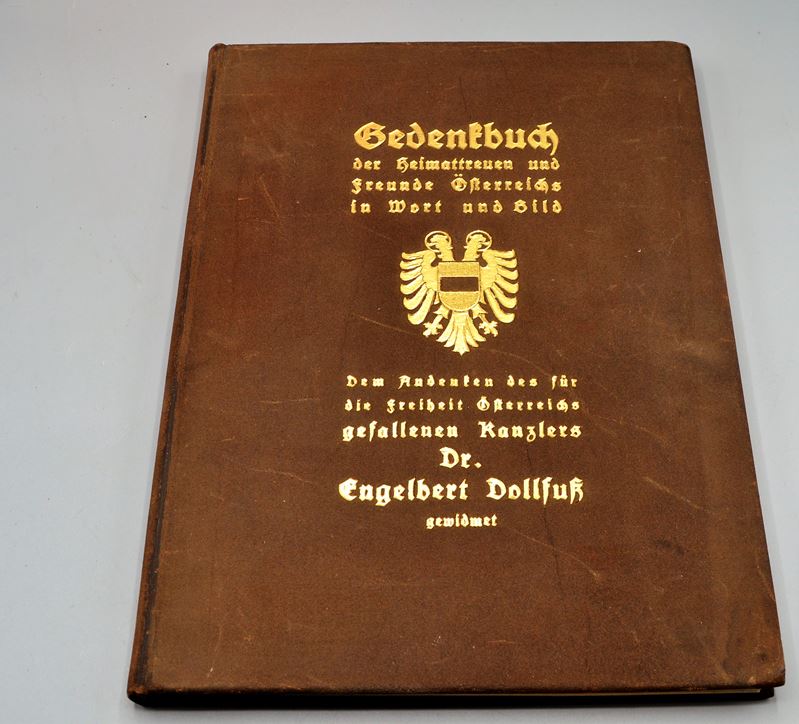 Gedenkbuch
der Heimattreuen und
Freunde Österreichs
in Wort und Bild
Dem Andenken des für
die Freiheit Österreichs
gefallenen Kanzlers
Dr.
Engelbert Dollfuß
gewidmet